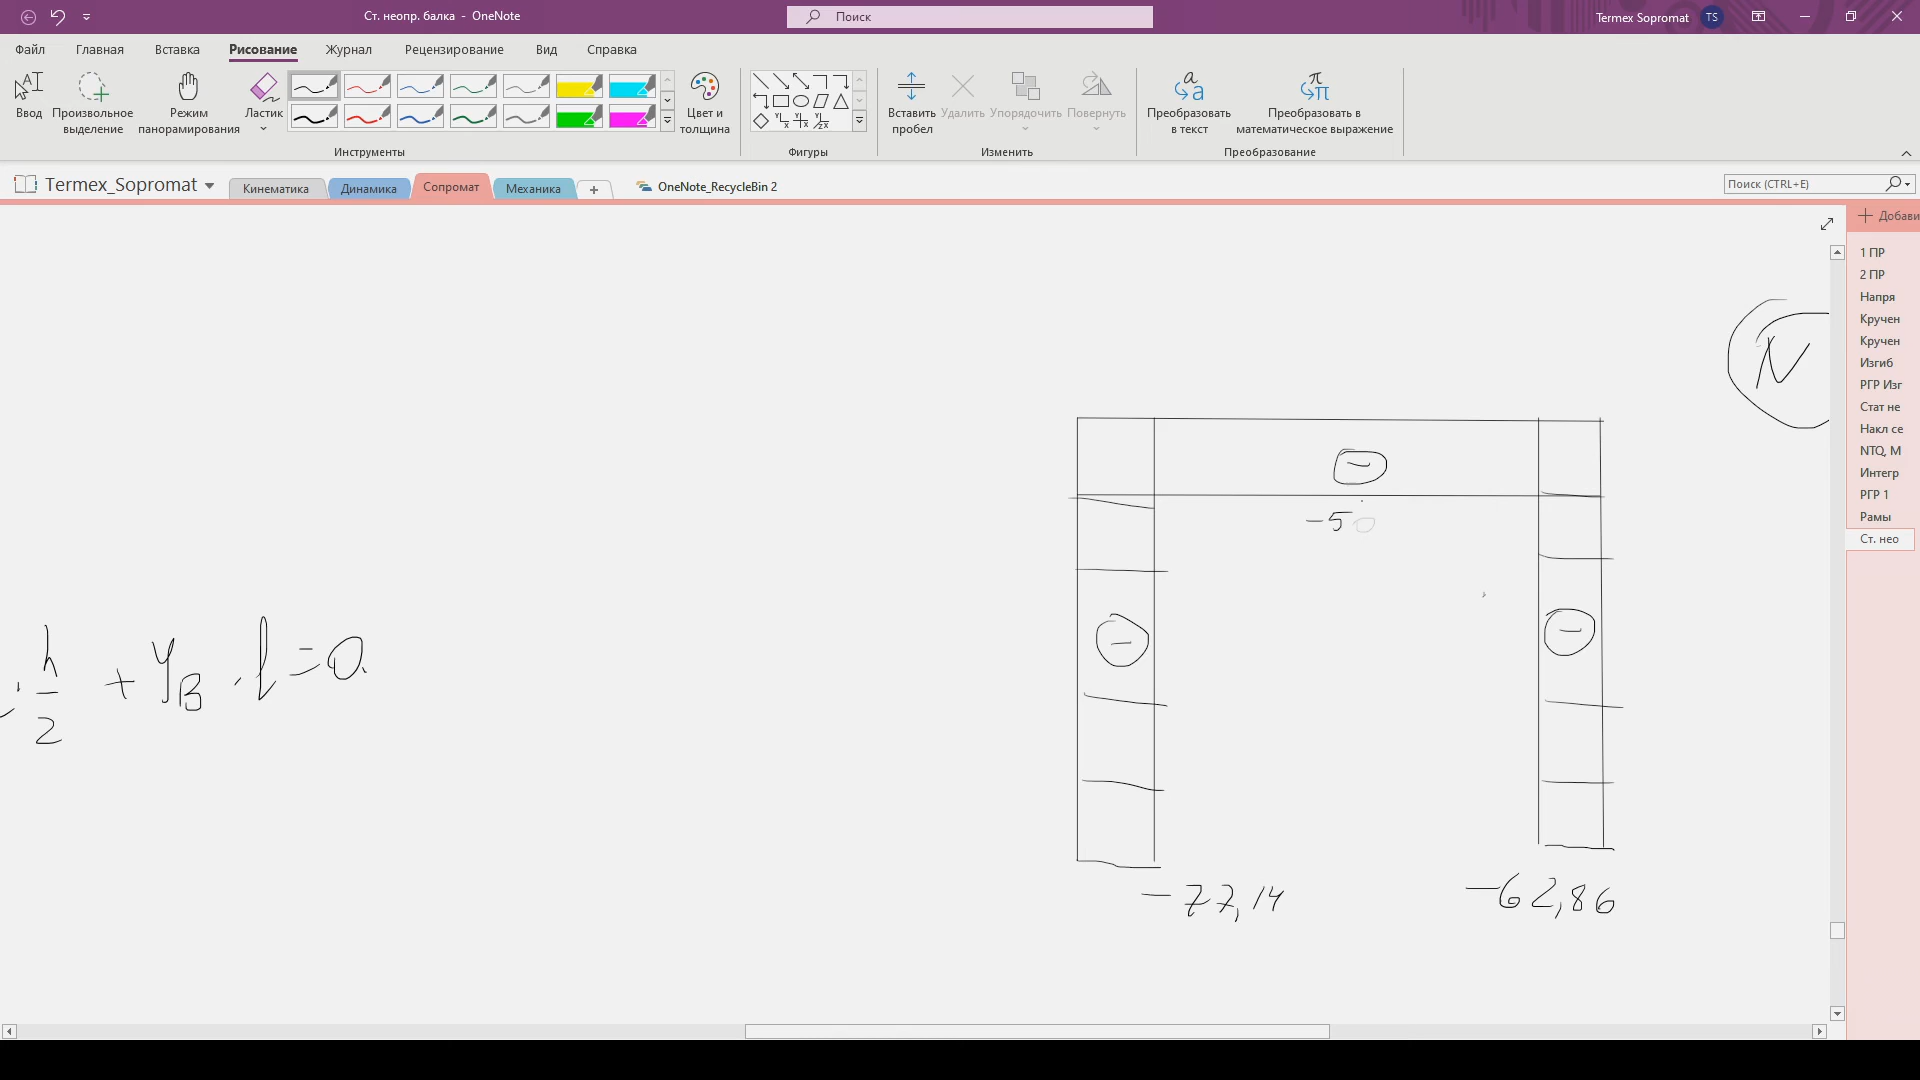 Ст. неопр. балка - OneNote
Поиск
Termex Sopromat
TS
Файл Главная Вставка Рисование Журнал Рецензирование Вид Справка
Ввод
Произвольное выделение
Режим панорамирования
Ластик
Цвет и толщина
Вставить пробел
Удалить
Упорядочить
Повернуть
Преобразовать в текст
Преобразовать в математическое выражение
Инструменты
Фигуры
Изменить
Преобразование
Termex_Sopromat
Кинематика
Динамика
Сопромат
Механика
OneNote_RecycleBin 2
Поиск (CTRL+E)
Добави
1 ПР
2 ПР
Напря
Кручен
Кручен
Изгиб
РГР Изг
Стат не
Накл се
NTQ, M
Интегр
РГР 1
Рамы
Ст. нео
N
-50
· h/2 + Y_B · l = 0
-77,14
-62,86